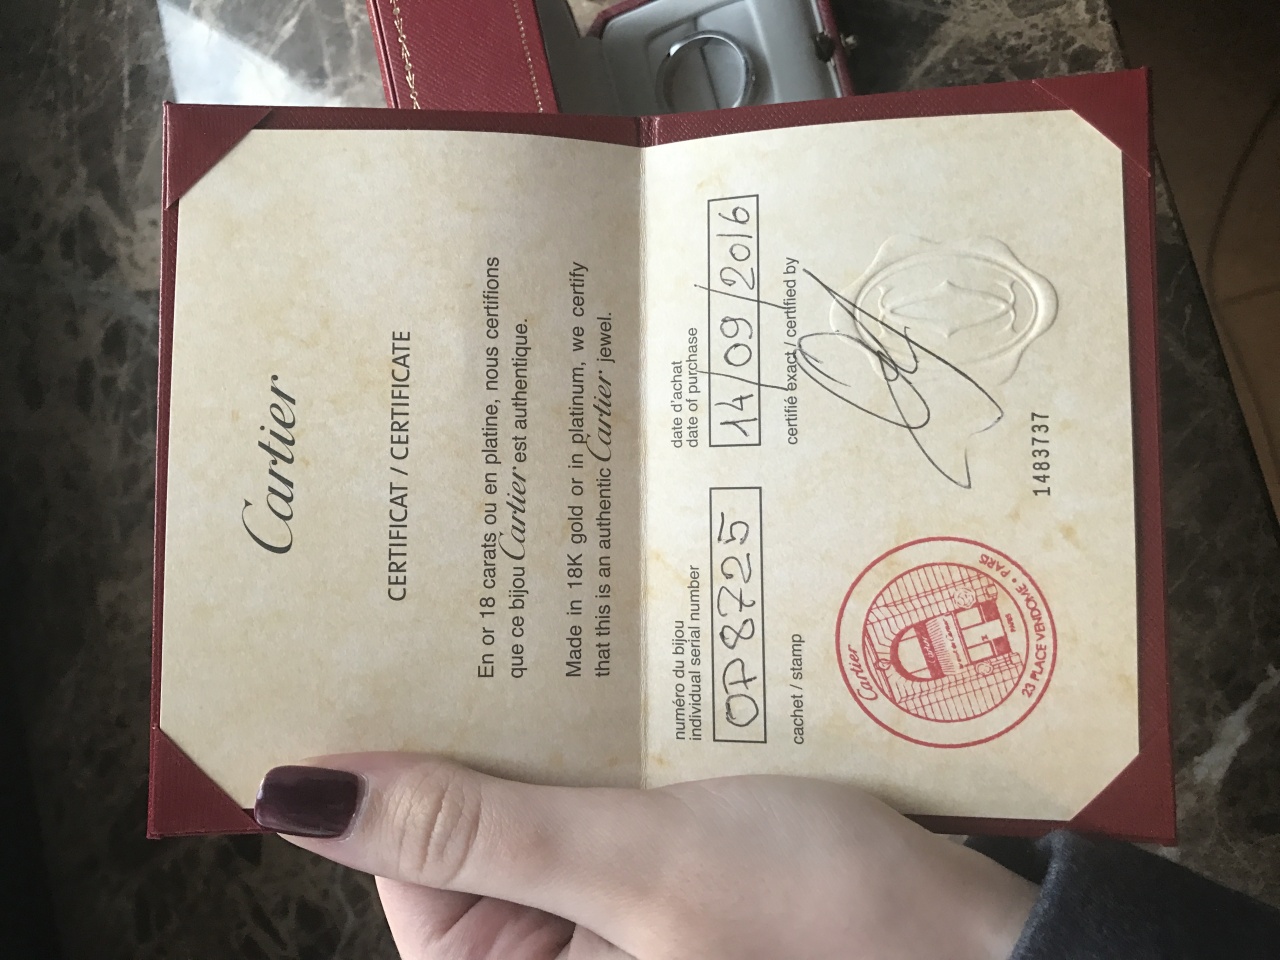 Cartier
CERTIFICAT / CERTIFICATE
En or 18 carats ou en platine, nous certifions
que ce bijou Cartier est authentique.
Made in 18K gold or in platinum, we certify
that this is an authentic Cartier jewel.
numéro du bijou
individual serial number
OP8725
date d'achat
date of purchase
14/09/2016
cachet / stamp
certifié exact / certified by
Cartier
23 PLACE VENDOME • PARIS
1483737